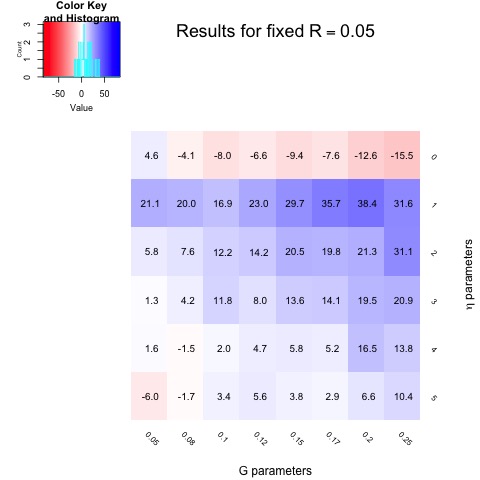 Color Key
and Histogram
Results for fixed R = 0.05
Count
0 1 2 3
-50 0 50
Value
4.6 -4.1 -8.0 -6.6 -9.4 -7.6 -12.6 -15.5 0
21.1 20.0 16.9 23.0 29.7 35.7 38.4 31.6 1
5.8 7.6 12.2 14.2 20.5 19.8 21.3 31.1 2
1.3 4.2 11.8 8.0 13.6 14.1 19.5 20.9 3
1.6 -1.5 2.0 4.7 5.8 5.2 16.5 13.8 4
-6.0 -1.7 3.4 5.6 3.8 2.9 6.6 10.4 5
η parameters
0.05 0.08 0.1 0.12 0.15 0.17 0.2 0.25
G parameters